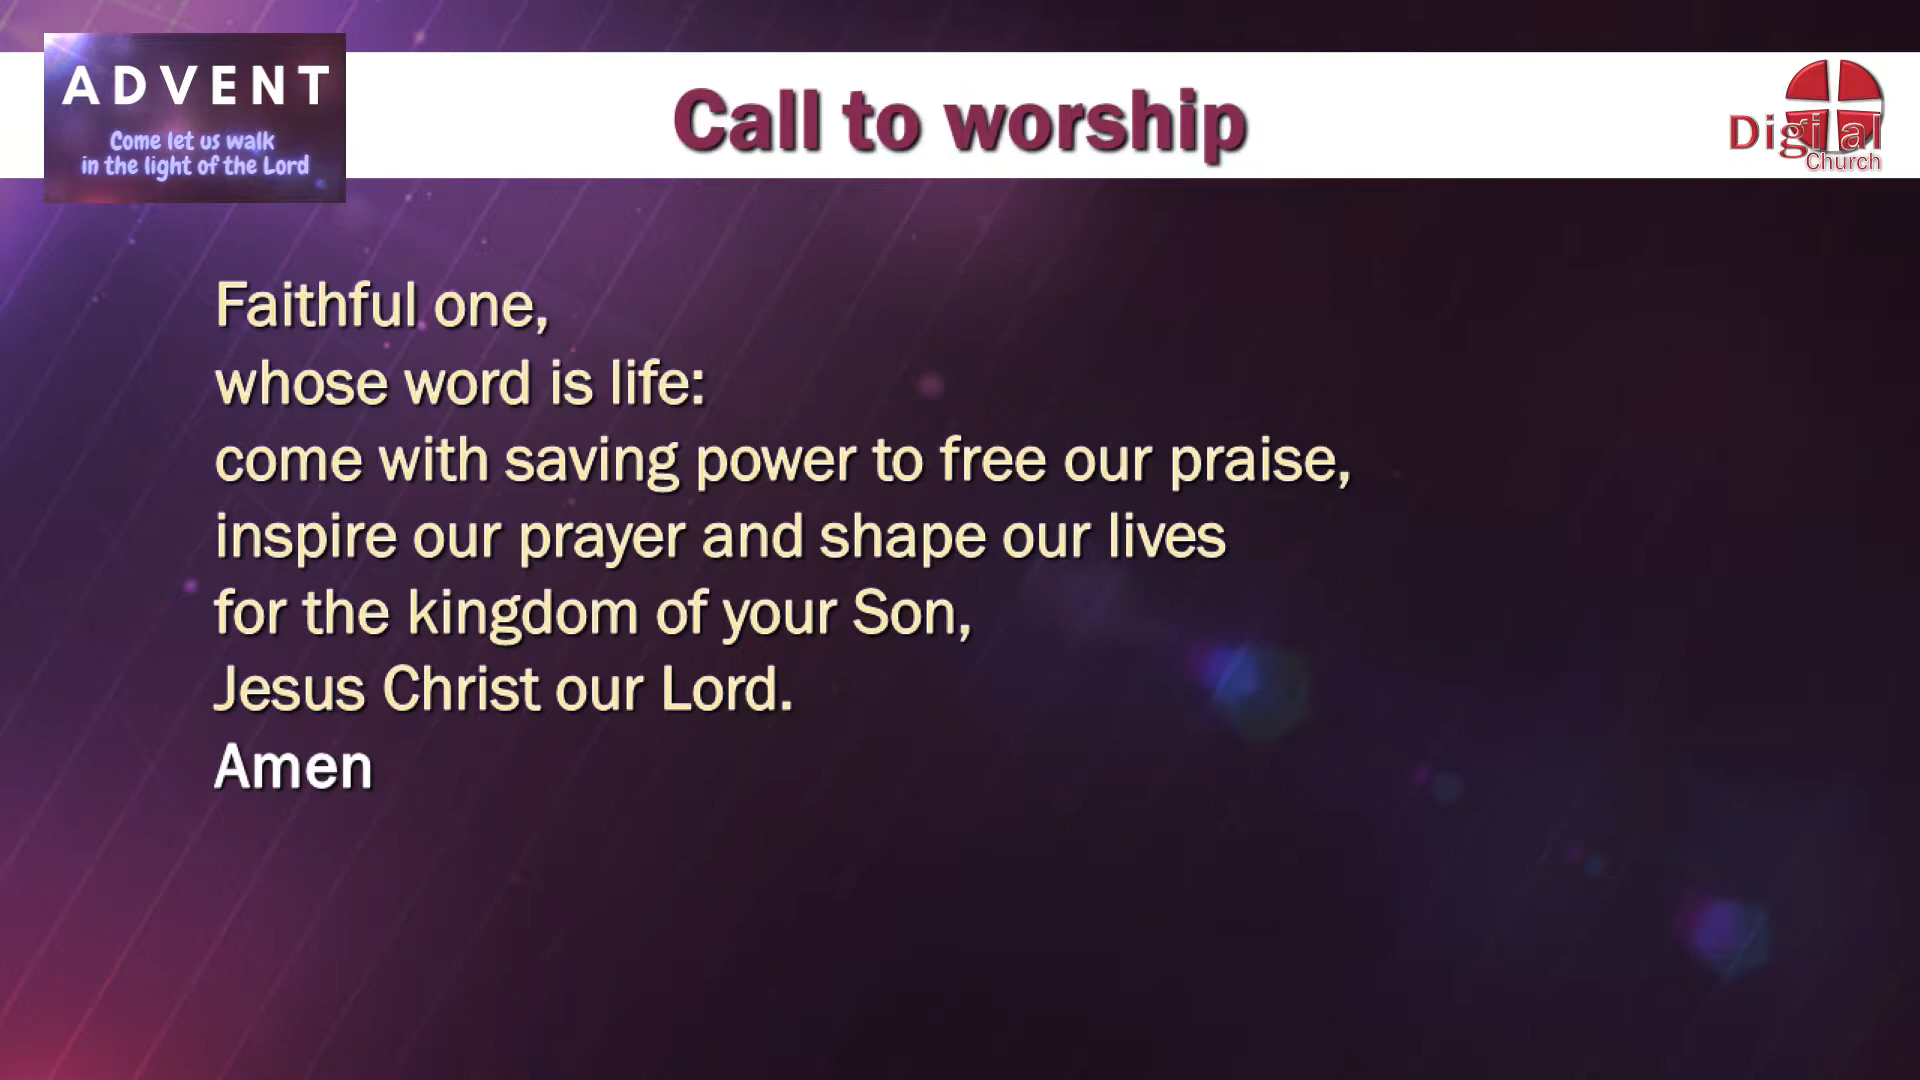 ADVENT
Come let us walk
in the light of the Lord
Call to worship
Digital
Church
Faithful one,
whose word is life:
come with saving power to free our praise,
inspire our prayer and shape our lives
for the kingdom of your Son,
Jesus Christ our Lord.
Amen